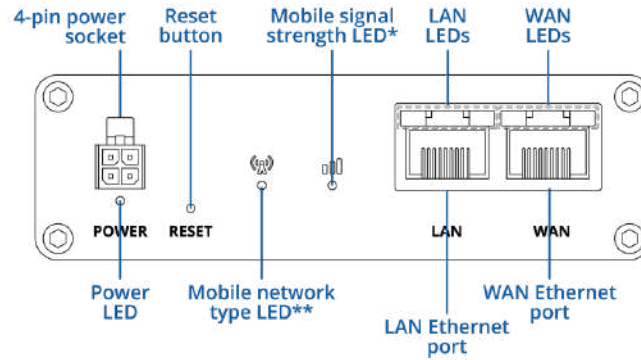 4-pin power
socket
Reset
button
Mobile signal
strength LED*
LAN
LEDs
WAN
LEDs
POWER
RESET
LAN
WAN
Power
LED
Mobile network
type LED**
LAN Ethernet
port
WAN Ethernet
port